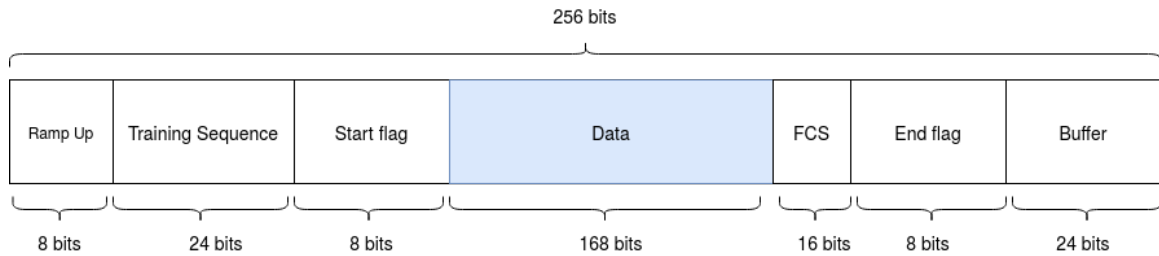 256 bits
Ramp Up
Training Sequence
Start flag
Data
FCS
End flag
Buffer
8 bits
24 bits
8 bits
168 bits
16 bits
8 bits
24 bits